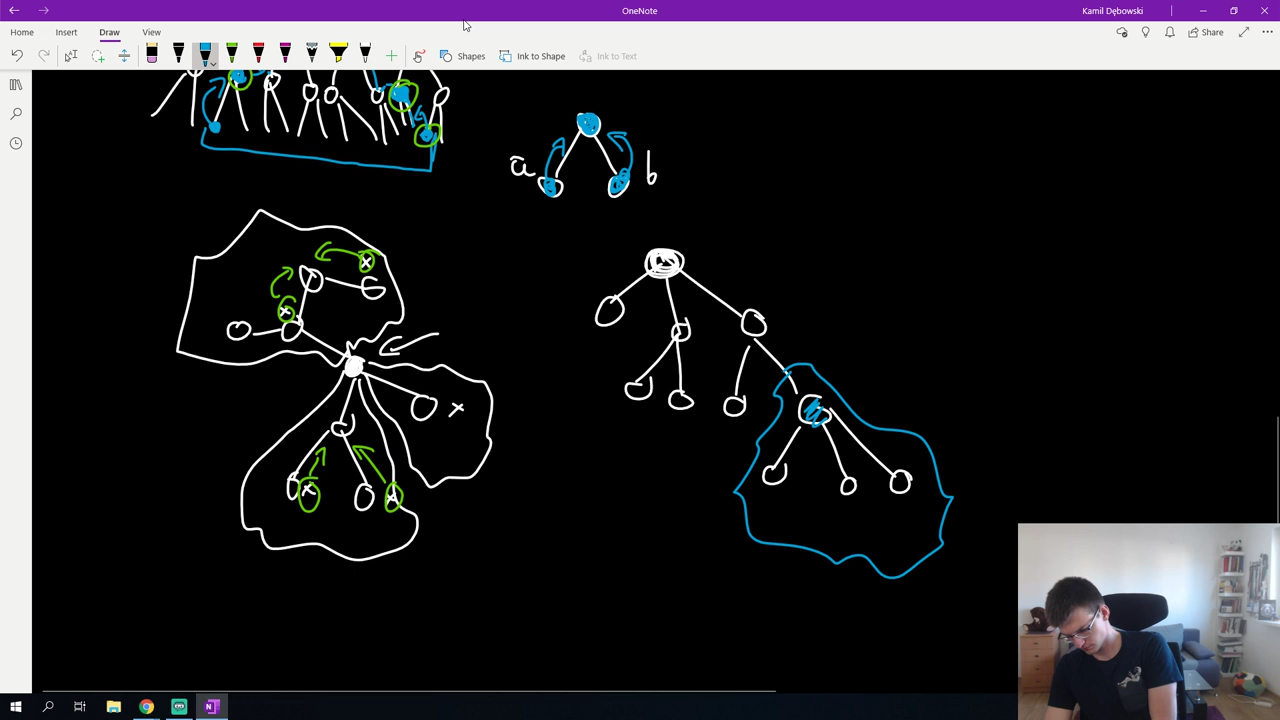 OneNote
Kamil Dębowski
Home
Insert
Draw
View
Share
Shapes
Ink to Shape
Ink to Text
a
b